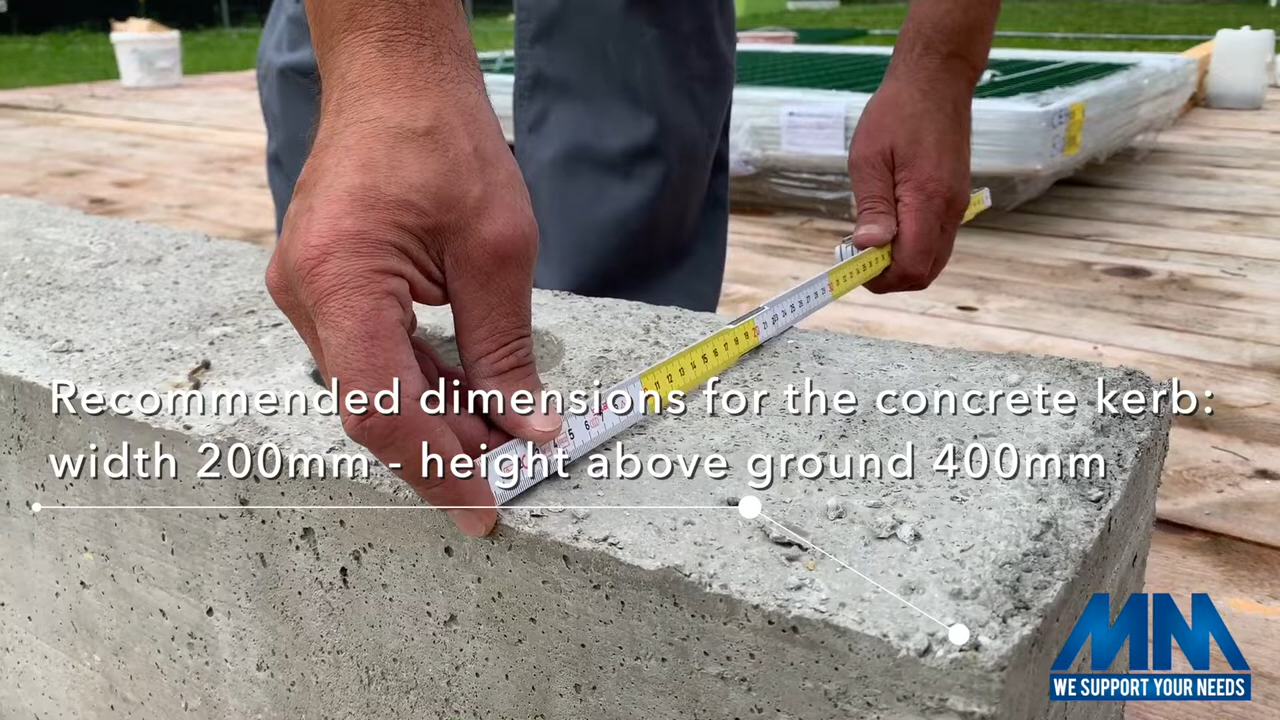 Recommended dimensions for the concrete kerb:
width 200mm - height above ground 400mm
MM
WE SUPPORT YOUR NEEDS